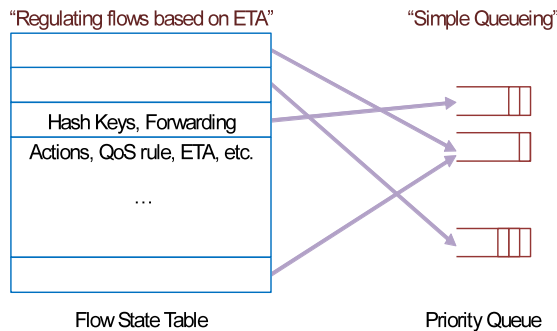 “Regulating flows based on ETA”
“Simple Queueing”
Hash Keys, Forwarding
Actions, QoS rule, ETA, etc.
...
Flow State Table
Priority Queue